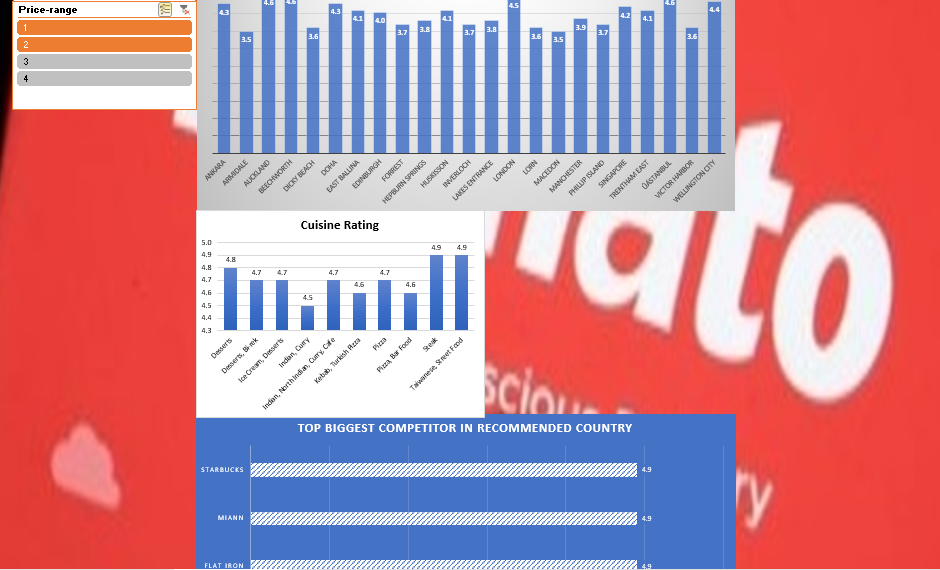 Price-range
1
2
3
4
4.3
3.5
4.6
4.6
3.6
4.3
4.1
4.0
3.7
3.8
4.1
3.7
3.8
4.5
3.6
3.5
3.9
3.7
4.2
4.1
4.6
3.6
4.4
ANKARA
ARMIDALE
AUCKLAND
BEECHWORTH
DICKY BEACH
DOHA
EAST BALLINA
EDINBURGH
FORREST
HEPBURN SPRINGS
HUSKISSON
INVERLOCH
LAKES ENTRANCE
LONDON
LORN
MACEDON
MANCHESTER
PHILLIP ISLAND
SINGAPORE
TRENTHAM EAST
VICTOR HARBOR
WELLINGTON CITY
Cuisine Rating
5.0
4.9
4.8
4.7
4.6
4.5
4.4
4.3
4.8
4.7
4.7
4.5
4.7
4.6
4.7
4.6
4.9
4.9
Desserts
Ice Cream, Desserts
Indian, Curry
Indian, North Indian, Curry, Cafe
Kebab, Turkish Pizza
Pizza
Pizza, Bar Food
Steak
Taiwanese, Street Food
TOP BIGGEST COMPETITOR IN RECOMMENDED COUNTRY
STARBUCKS
4.9
MIANN
4.9
FLAT IRON
4.9
ato